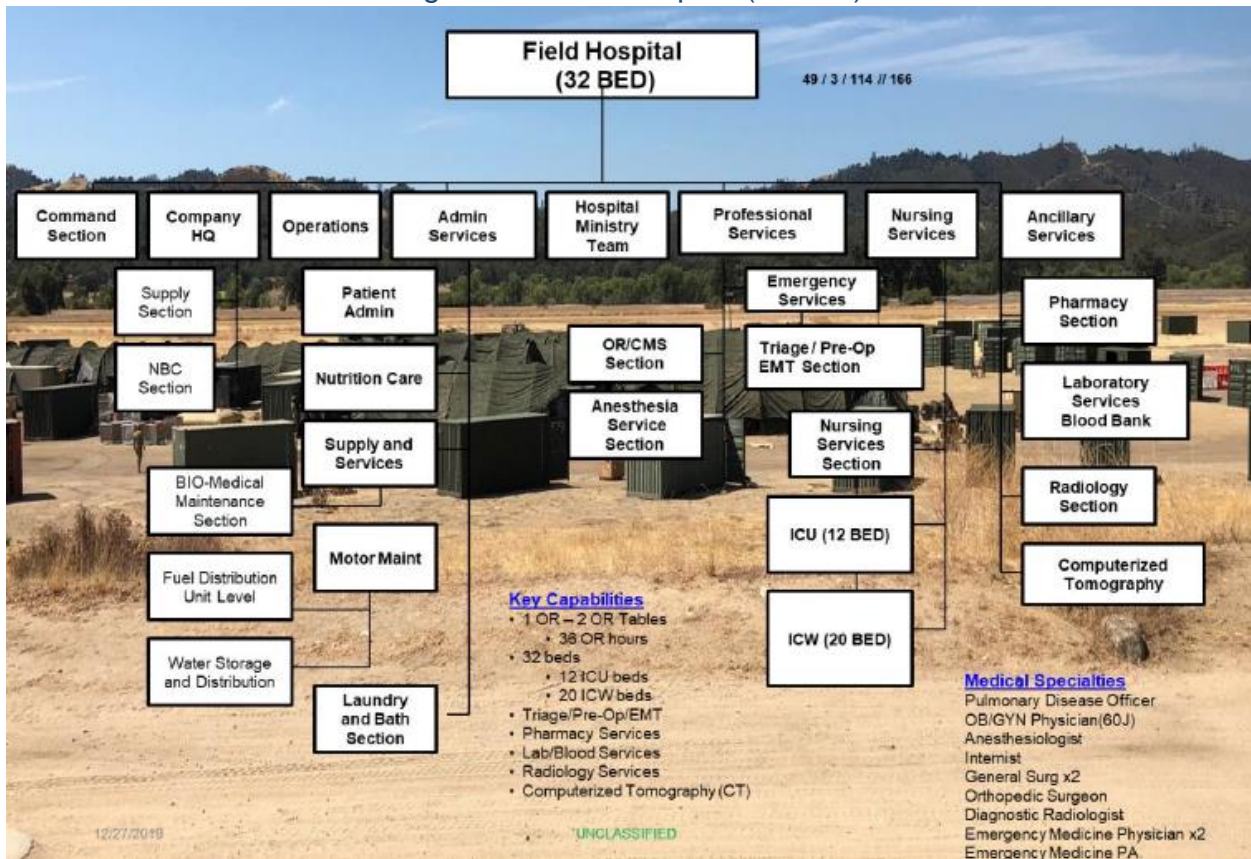 Field Hospital
(32 BED)
49 / 3 / 114 // 166
Command
Section
Company
HQ
Operations
Admin
Services
Hospital
Ministry
Team
Professional
Services
Nursing
Services
Ancillary
Services
Supply
Section
NBC
Section
Patient
Admin
Nutrition Care
Supply and
Services
BIO-Medical
Maintenance
Section
Motor Maint
Fuel Distribution
Unit Level
Water Storage
and Distribution
Laundry
and Bath
Section
OR/CMS
Section
Anesthesia
Service
Section
Emergency
Services
Triage / Pre-Op
EMT Section
Nursing
Services
Section
ICU (12 BED)
ICW (20 BED)
Pharmacy
Section
Laboratory
Services
Blood Bank
Radiology
Section
Computerized
Tomography
Key Capabilities
• 1 OR – 2 OR Tables
• 36 OR hours
• 32 beds
• 12 ICU beds
• 20 ICW beds
• Triage/Pre-Op/EMT
• Pharmacy Services
• Lab/Blood Services
• Radiology Services
• Computerized Tomography (CT)
Medical Specialties
Pulmonary Disease Officer
OB/GYN Physician(60J)
Anesthesiologist
Internist
General Surg x2
Orthopedic Surgeon
Diagnostic Radiologist
Emergency Medicine Physician x2
Emergency Medicine PA
12/27/2019
UNCLASSIFIED